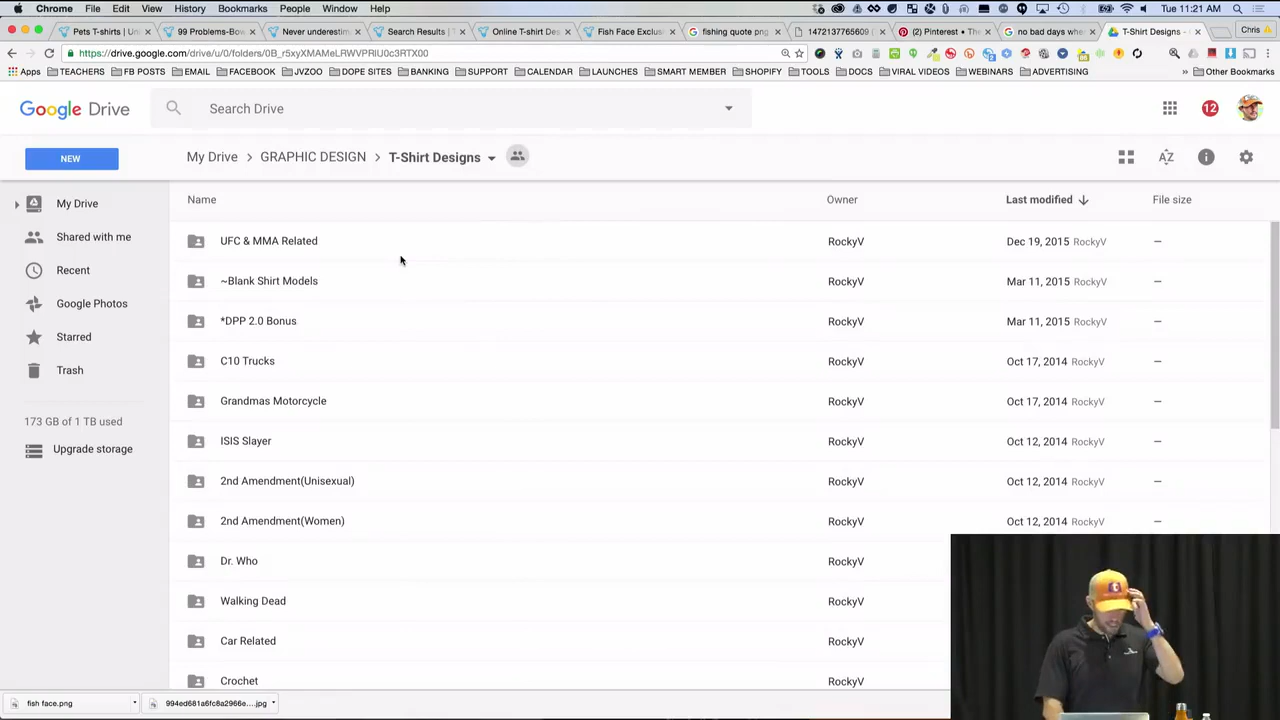 Chrome File Edit View History Bookmarks People Window Help Sun 11:21 AM
Pets T-shirts | Uni
99 Problems-Bow
Never underestim
Search Results | T
Online T-shirt Des
Fish Face Exclus
fishing quote png
1472137765609
(2) Pinterest • The
no bad days whe
T-Shirt Designs -
Chris
https://drive.google.com/drive/u/0/folders/0B_r5xyXMAMeLRWVPRlU0c3RTX00
Apps TEACHERS FB POSTS EMAIL FACEBOOK JVZOO DOPE SITES BANKING SUPPORT CALENDAR LAUNCHES SMART MEMBER SHOPIFY TOOLS DOCS VIRAL VIDEOS WEBINARS ADVERTISING » Other Bookmarks
Google Drive Search Drive 12
NEW My Drive > GRAPHIC DESIGN > T-Shirt Designs
My Drive
Shared with me
Recent
Google Photos
Starred
Trash
173 GB of 1 TB used
Upgrade storage
Name Owner Last modified File size
UFC & MMA Related RockyV Dec 19, 2015 RockyV –
~Blank Shirt Models RockyV Mar 11, 2015 RockyV –
*DPP 2.0 Bonus RockyV Mar 11, 2015 RockyV –
C10 Trucks RockyV Oct 17, 2014 RockyV –
Grandmas Motorcycle RockyV Oct 17, 2014 RockyV –
ISIS Slayer RockyV Oct 12, 2014 RockyV –
2nd Amendment(Unisexual) RockyV Oct 12, 2014 RockyV –
2nd Amendment(Women) RockyV Oct 12, 2014 RockyV –
Dr. Who RockyV
Walking Dead RockyV
Car Related RockyV
Crochet RockyV
fish face.png 994ed681a6fc8a2966e....jpg